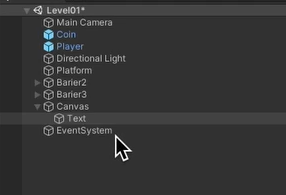 Level01*
Main Camera
Coin
Player
Directional Light
Platform
Barier2
Barier3
Canvas
Text
EventSystem